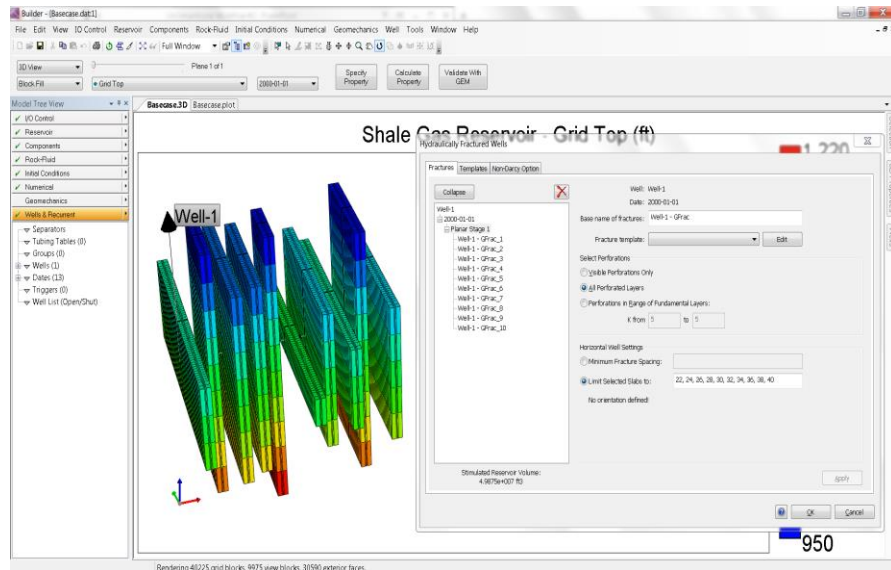 Builder - [Basecase.dat:1]
File Edit View IO Control Reservoir Components Rock-Fluid Initial Conditions Numerical Geomechanics Well Tools Window Help
Full Window
3D View
Plane 1 of 1
Block Fill
Grid Top
2000-01-01
Specify Property
Calculate Property
Validate With GEM
Model Tree View
Basecase.3D Basecase.plot
I/O Control
Reservoir
Components
Rock-Fluid
Initial Conditions
Numerical
Geomechanics
Wells & Recurrent
Separators
Tubing Tables (0)
Groups (0)
Wells (1)
Dates (13)
Triggers (0)
Well List (Open/Shut)
Shale Gas Reservoir - Grid Top (ft)
1,220
Well-1
Hydraulically Fractured Wells
Fractures Templates Non-Darcy Option
Collapse
Well-1
2000-01-01
Planar Stage 1
Well-1 - GFrac_1
Well-1 - GFrac_2
Well-1 - GFrac_3
Well-1 - GFrac_4
Well-1 - GFrac_5
Well-1 - GFrac_6
Well-1 - GFrac_7
Well-1 - GFrac_8
Well-1 - GFrac_9
Well-1 - GFrac_10
Stimulated Reservoir Volume:
4.9875e+007 ft3
Well: Well-1
Date: 2000-01-01
Base name of fractures: Well-1 - GFrac
Fracture template:
Edit
Select Perforations
Visible Perforations Only
All Perforated Layers
Perforations in Range of Fundamental Layers:
K from 5 to 5
Horizontal Well Settings
Minimum Fracture Spacing:
Limit Selected Slabs to: 22, 24, 26, 28, 30, 32, 34, 36, 38, 40
No orientation defined!
Apply
OK Cancel
950
Rendering 40225 grid blocks, 9975 view blocks, 30590 exterior faces.